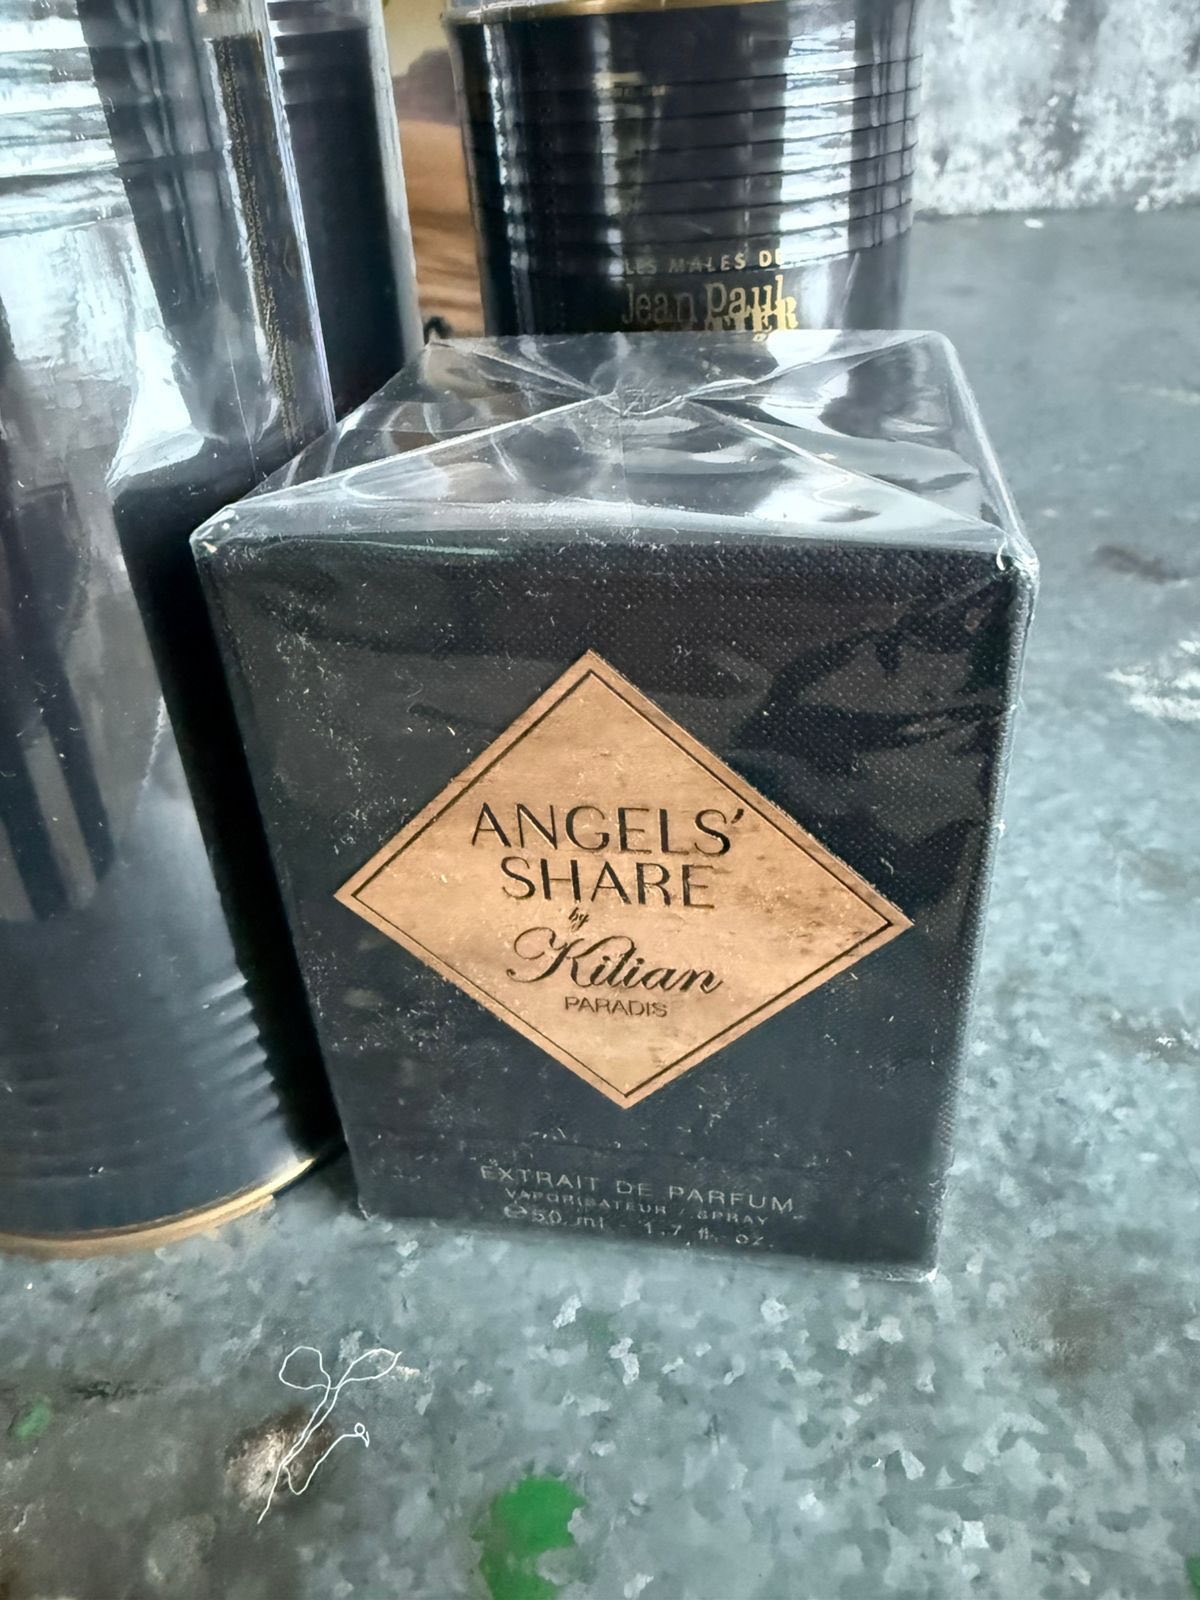 LES MALES DE
Jean Paul
GAULTIER
ANGELS'
SHARE
by
Kilian
PARADIS
EXTRAIT DE PARFUM
VAPORISATEUR / SPRAY
℮ 50 ml - 1.7 fl. oz.